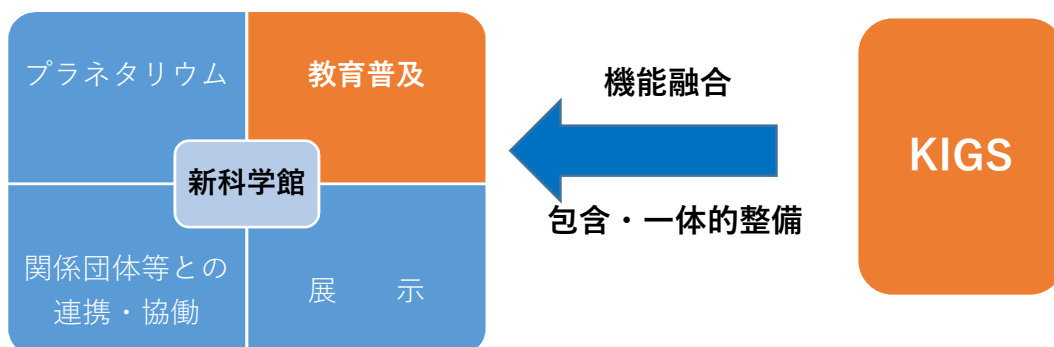 プラネタリウム
教育普及
新科学館
関係団体等との
連携・協働
展　　示
機能融合
包含・一体的整備
KIGS